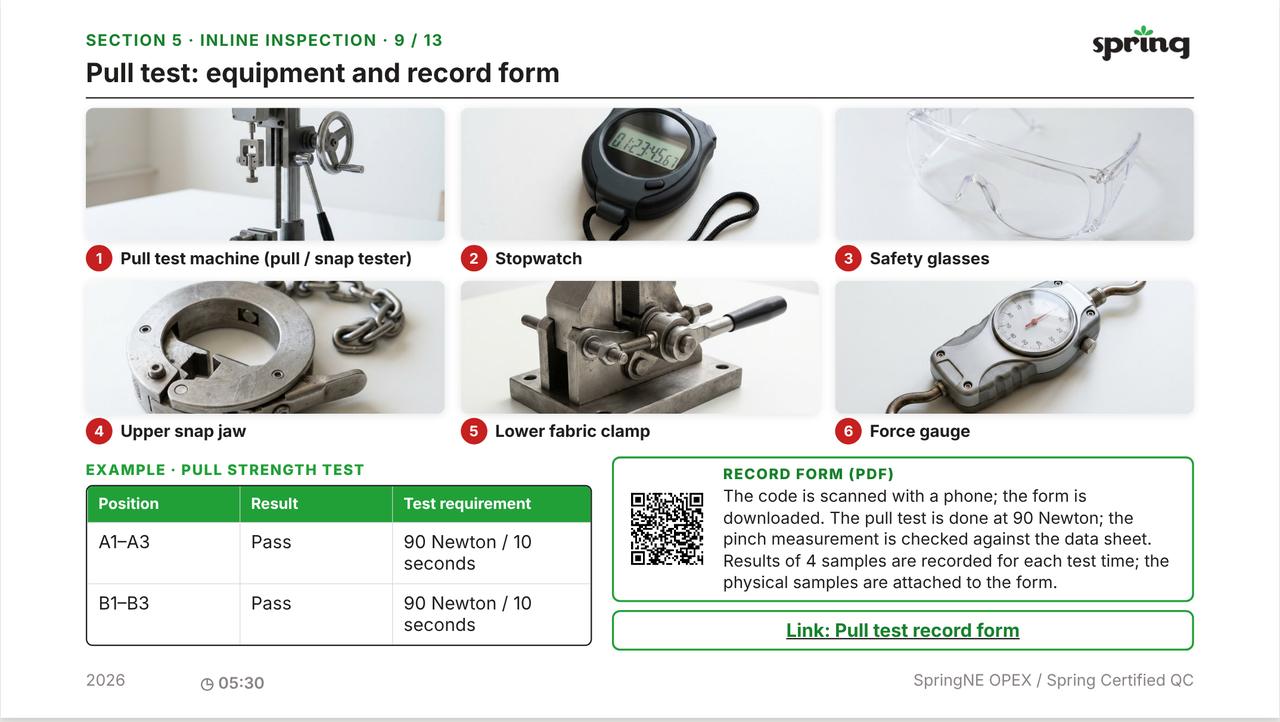 SECTION 5 · INLINE INSPECTION · 9 / 13
spring
Pull test: equipment and record form
01:23:45.67
1 Pull test machine (pull / snap tester)
2 Stopwatch
3 Safety glasses
4 Upper snap jaw
5 Lower fabric clamp
6 Force gauge
EXAMPLE · PULL STRENGTH TEST
Position Result Test requirement
A1–A3 Pass 90 Newton / 10
seconds
B1–B3 Pass 90 Newton / 10
seconds
RECORD FORM (PDF)
The code is scanned with a phone; the form is
downloaded. The pull test is done at 90 Newton; the
pinch measurement is checked against the data sheet.
Results of 4 samples are recorded for each test time; the
physical samples are attached to the form.
Link: Pull test record form
2026
05:30
SpringNE OPEX / Spring Certified QC